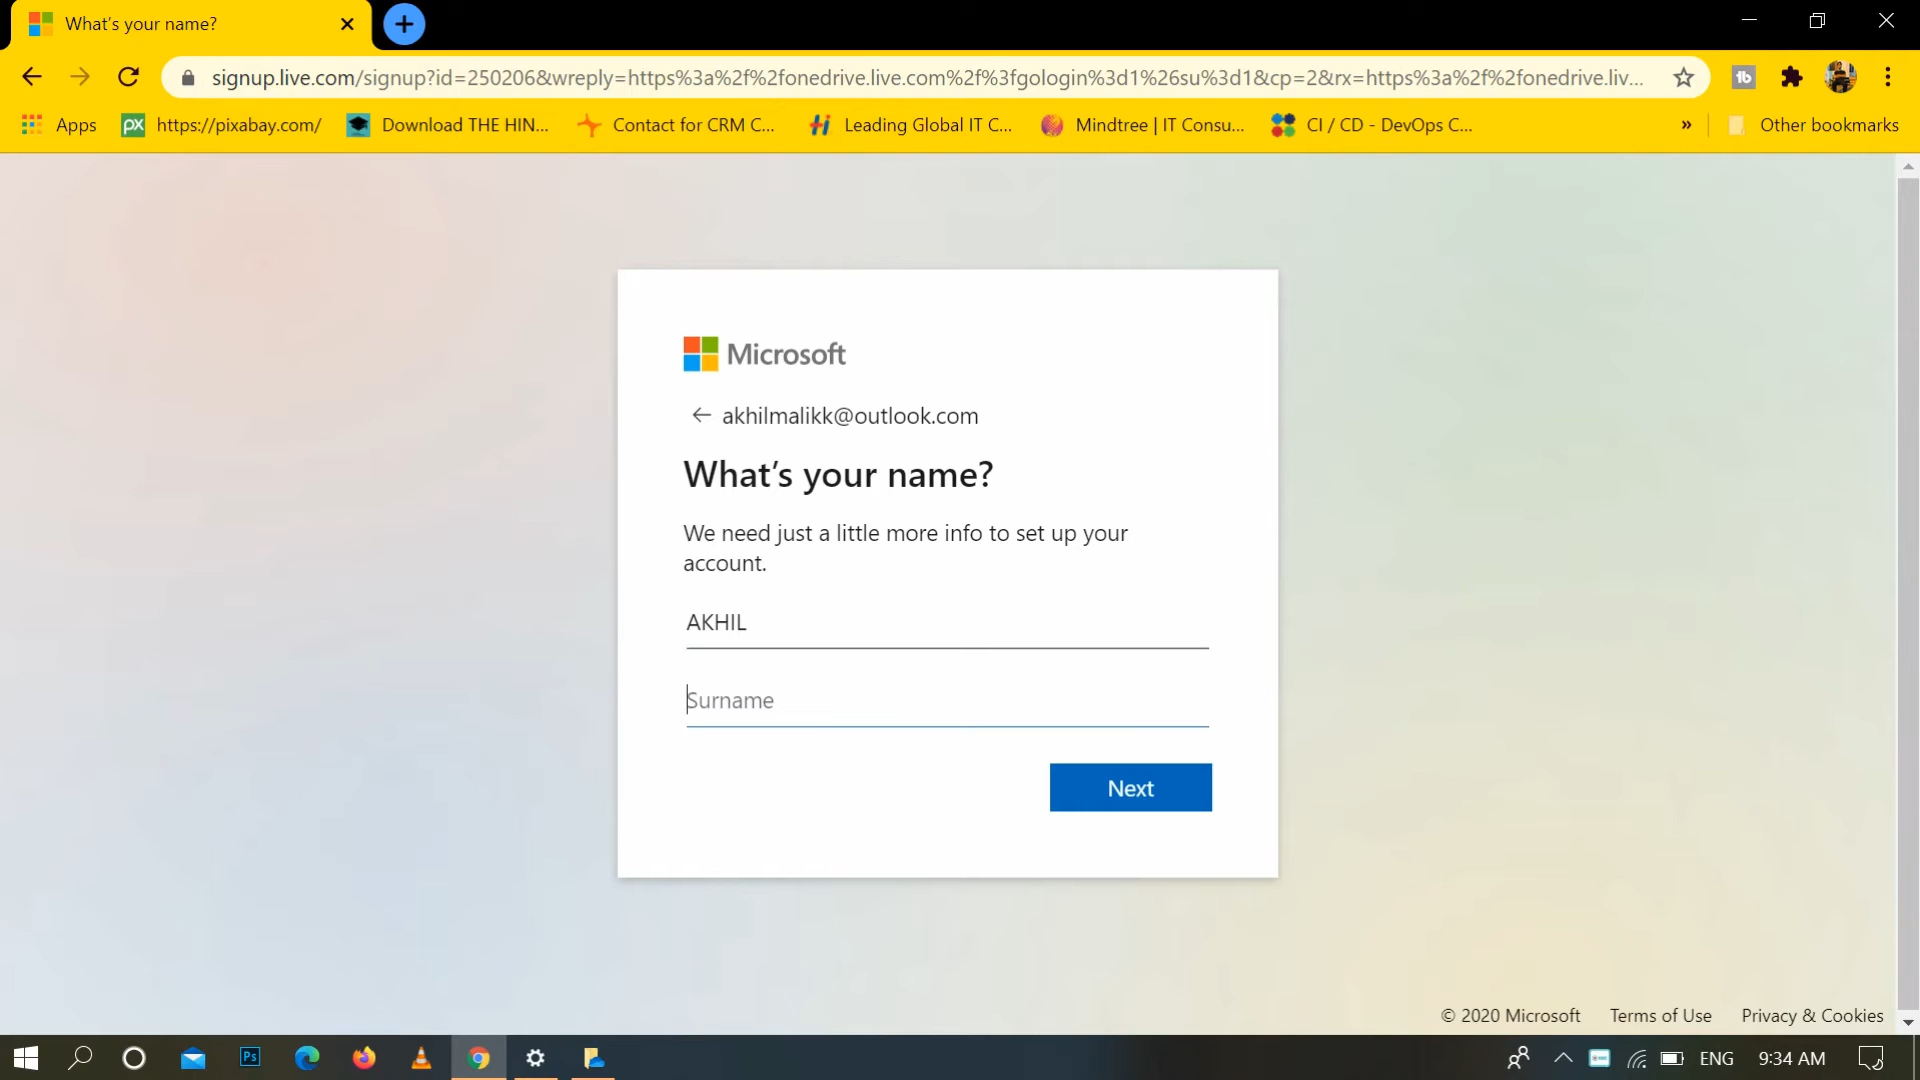 What's your name?
signup.live.com/signup?id=250206&wreply=https%3a%2f%2fonedrive.live.com%2f%3fgologin%3d1%26su%3d1&cp=2&rx=https%3a%2f%2fonedrive.liv...
tb
Apps
px https://pixabay.com/
Download THE HIN...
Contact for CRM C...
Leading Global IT C...
Mindtree | IT Consu...
CI / CD - DevOps C...
»
Other bookmarks
Microsoft
← akhilmalikk@outlook.com
What's your name?
We need just a little more info to set up your
account.
AKHIL
Surname
Next
© 2020 Microsoft Terms of Use Privacy & Cookies
Ps
ENG 9:34 AM